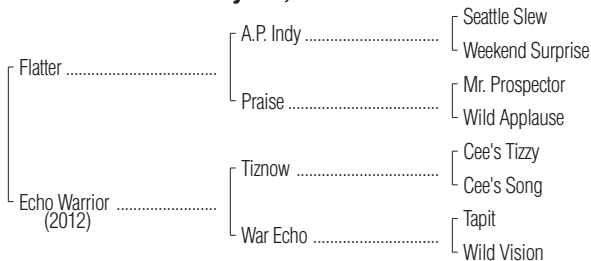 Seattle Slew
A.P. Indy ................................
Weekend Surprise
Flatter ....................................
Mr. Prospector
Praise ....................................
Wild Applause
Cee's Tizzy
Tiznow ..................................
Cee's Song
Echo Warrior ........................
(2012)
Tapit
War Echo ..............................
Wild Vision